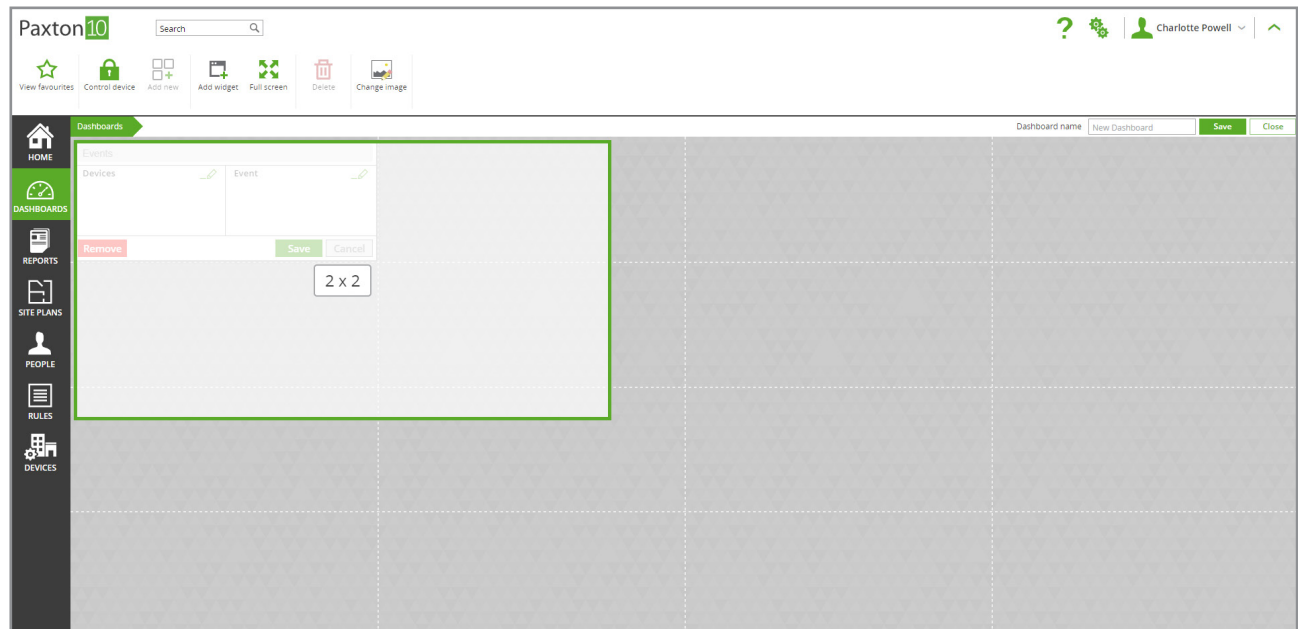 Paxton10
Search
Charlotte Powell
View favourites
Control device
Add new
Add widget
Full screen
Delete
Change image
HOME
DASHBOARDS
REPORTS
SITE PLANS
PEOPLE
RULES
DEVICES
Dashboards
Dashboard name
New Dashboard
Save
Close
Events
Devices
Event
Remove
Save
Cancel
2 x 2